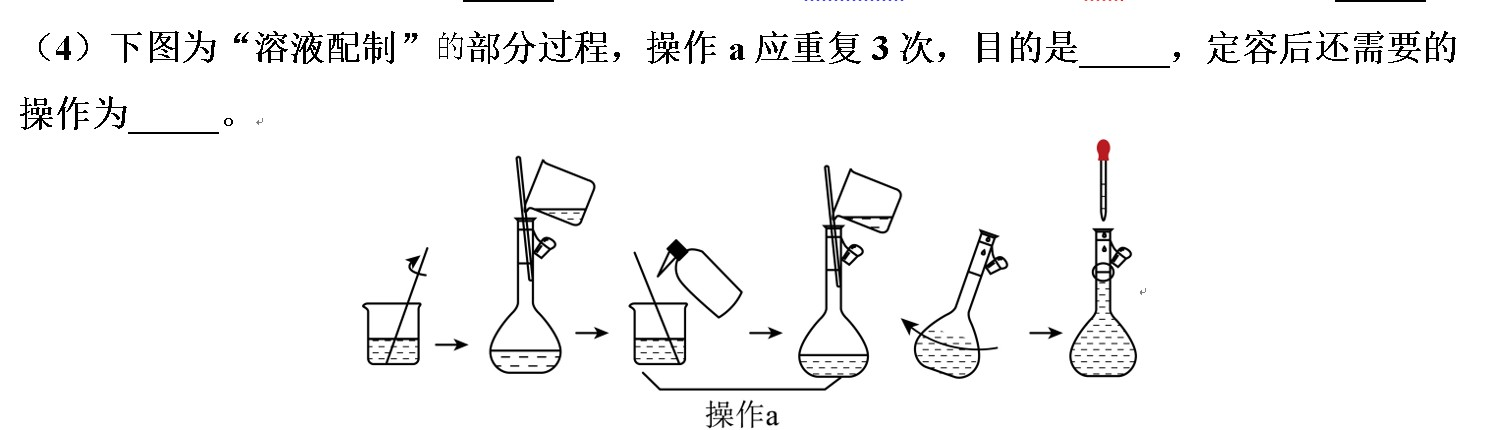 （4）下图为“溶液配制”的部分过程，操作 a 应重复 3 次，目的是_____，定容后还需要的
操作为_____。
操作a